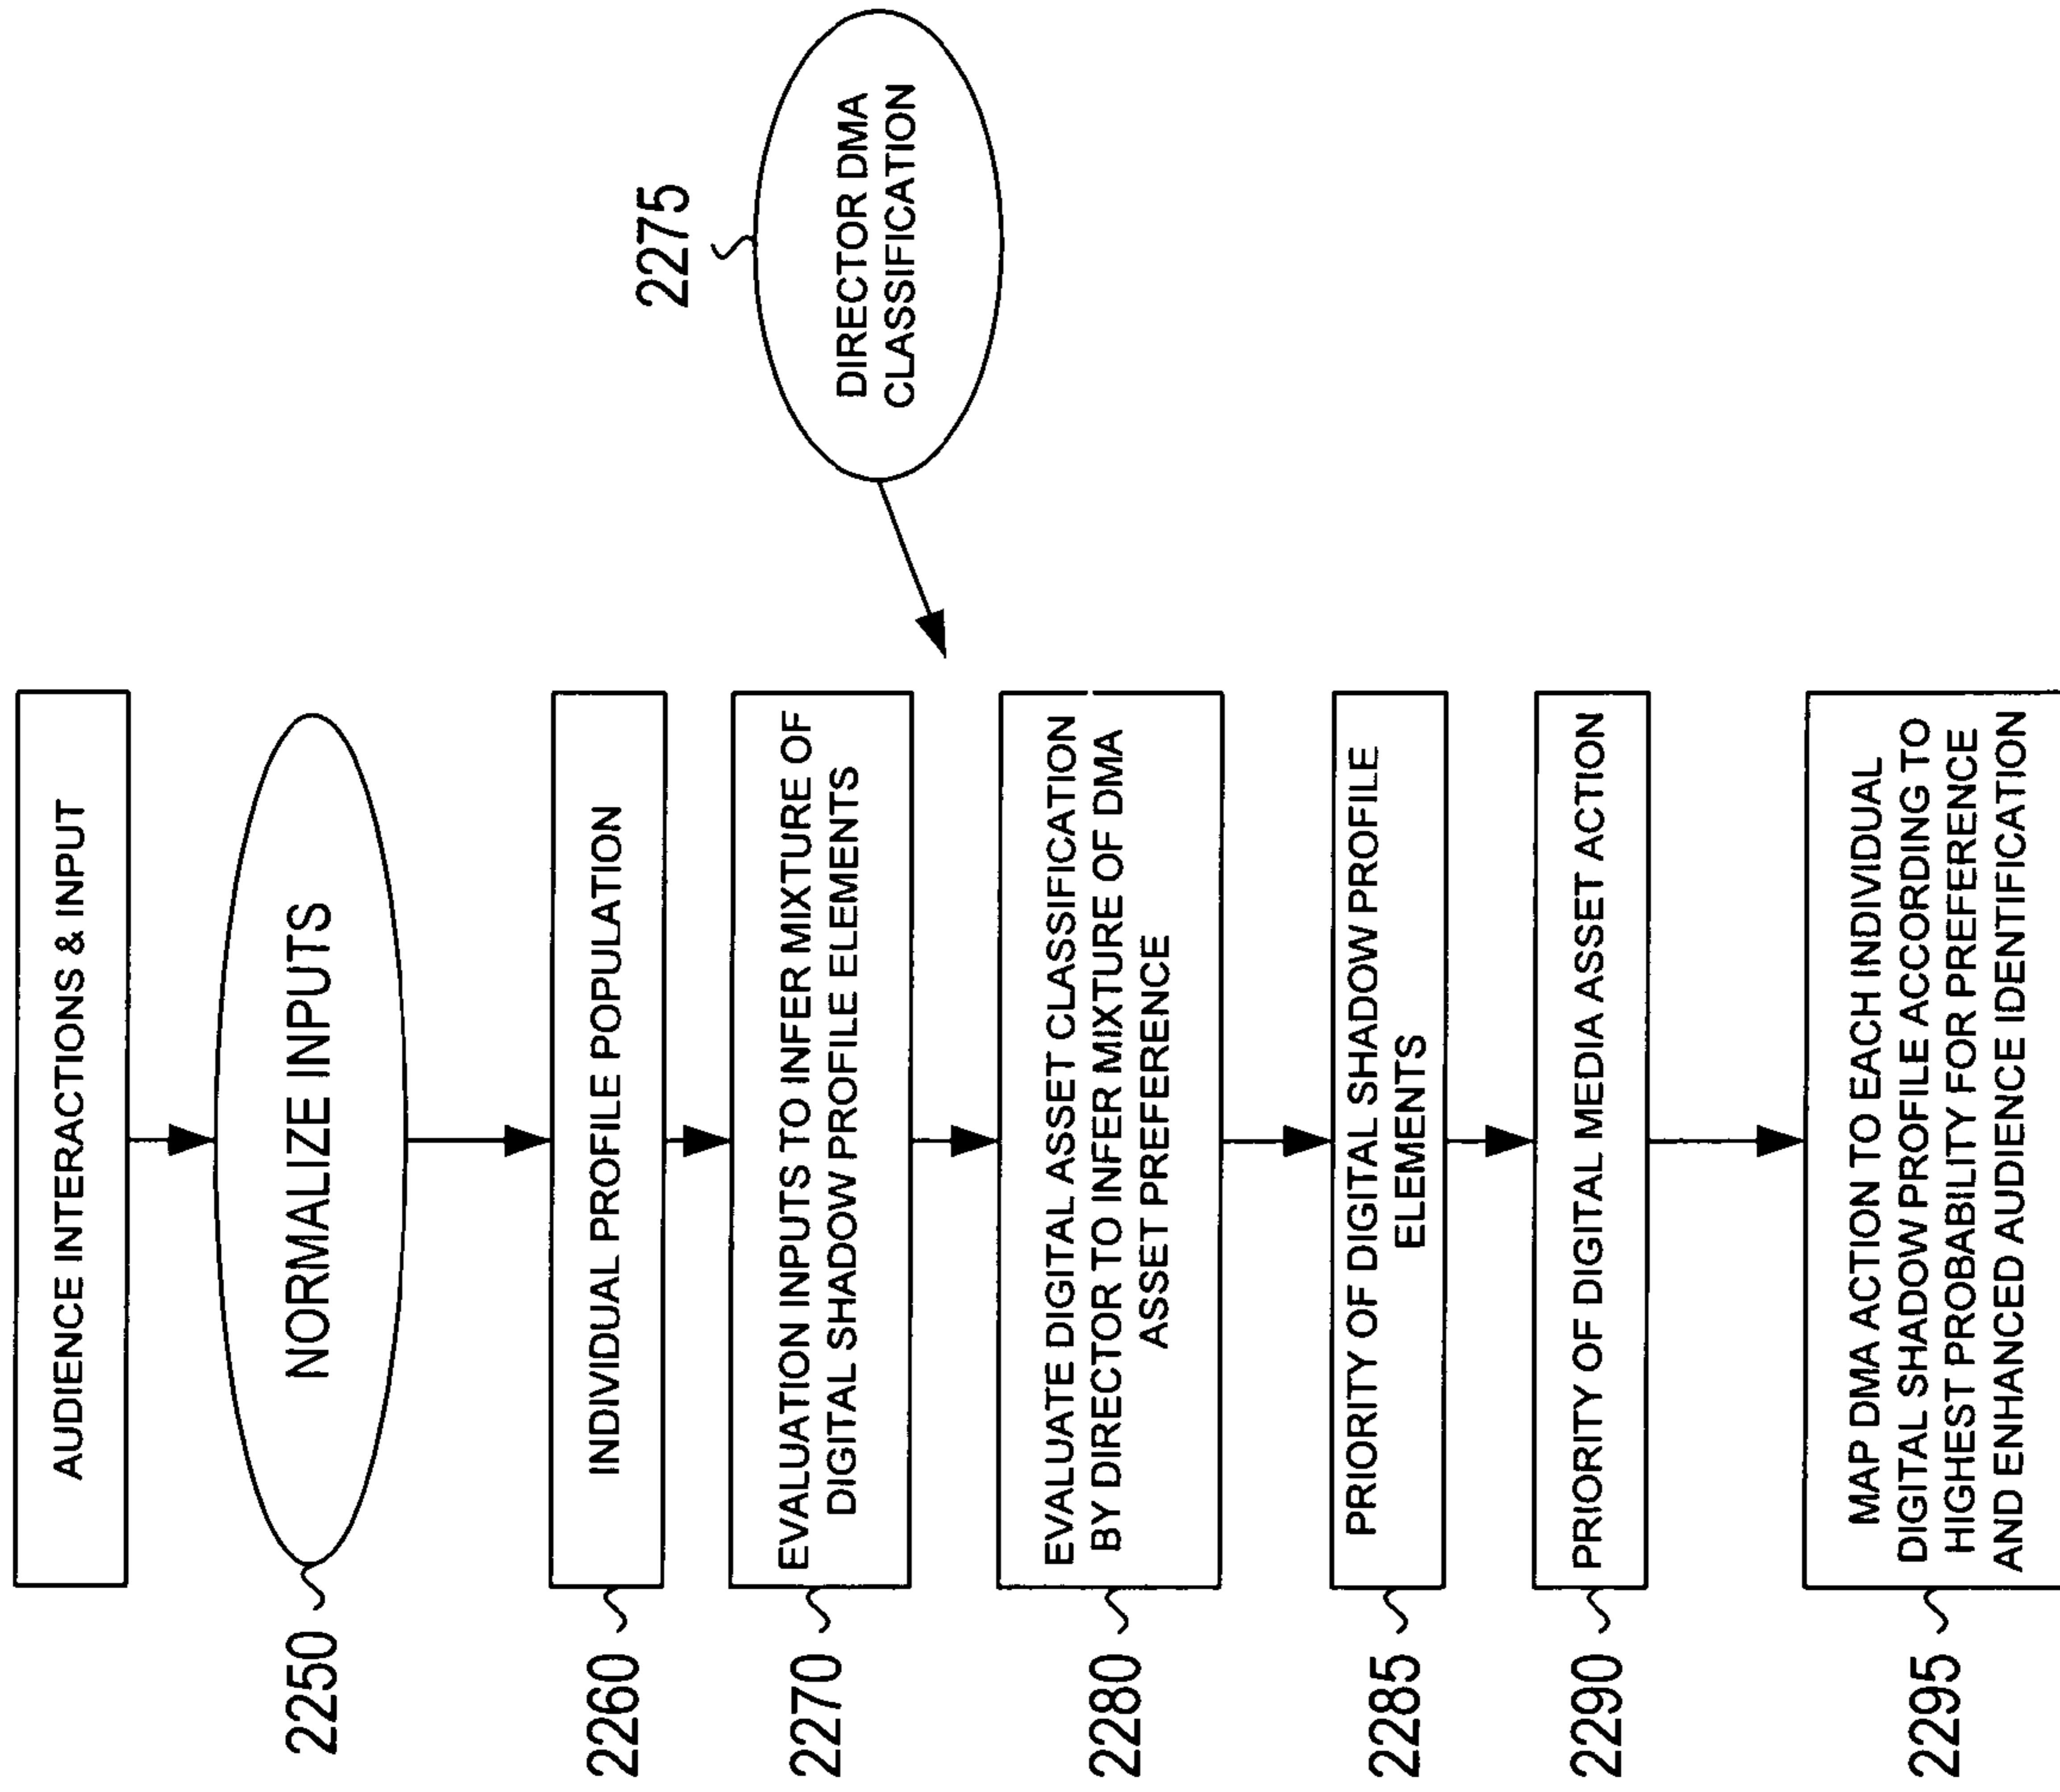 AUDIENCE INTERACTIONS & INPUT
2250
NORMALIZE INPUTS
2260
INDIVIDUAL PROFILE POPULATION
2270
EVALUATION INPUTS TO INFER MIXTURE OF
DIGITAL SHADOW PROFILE ELEMENTS
2275
DIRECTOR DMA
CLASSIFICATION
2280
EVALUATE DIGITAL ASSET CLASSIFICATION
BY DIRECTOR TO INFER MIXTURE OF DMA
ASSET PREFERENCE
2285
PRIORITY OF DIGITAL SHADOW PROFILE
ELEMENTS
2290
PRIORITY OF DIGITAL MEDIA ASSET ACTION
2295
MAP DMA ACTION TO EACH INDIVIDUAL
DIGITAL SHADOW PROFILE ACCORDING TO
HIGHEST PROBABILITY FOR PREFERENCE
AND ENHANCED AUDIENCE IDENTIFICATION